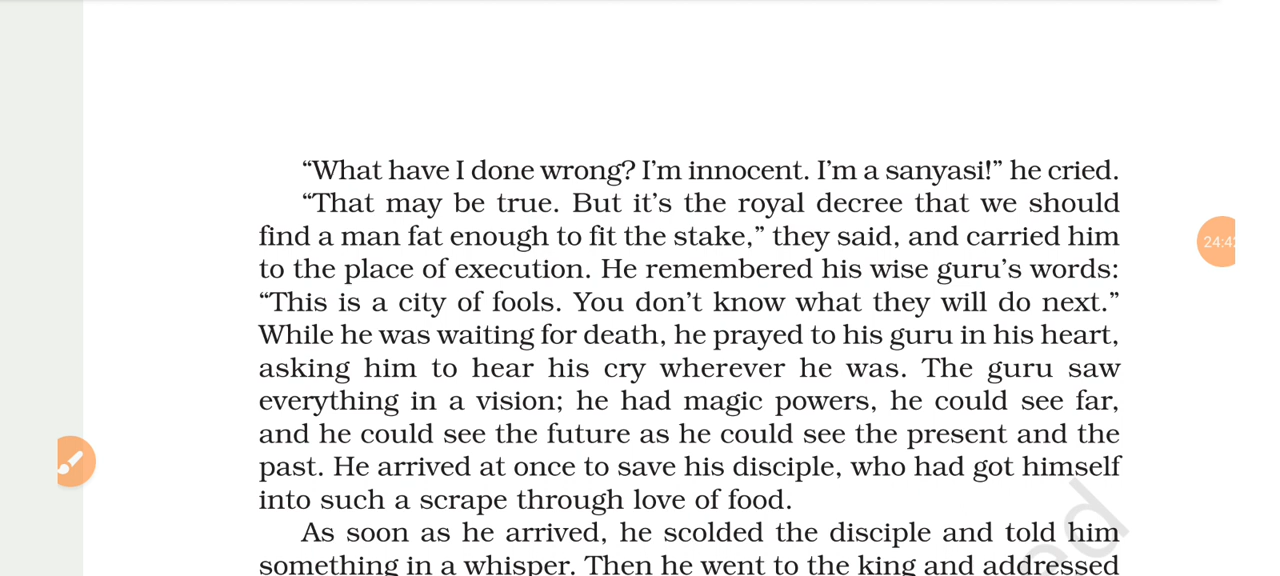 “What have I done wrong? I’m innocent. I’m a sanyasi!” he cried.
“That may be true. But it’s the royal decree that we should
find a man fat enough to fit the stake,” they said, and carried him
to the place of execution. He remembered his wise guru’s words:
“This is a city of fools. You don’t know what they will do next.”
While he was waiting for death, he prayed to his guru in his heart,
asking him to hear his cry wherever he was. The guru saw
everything in a vision; he had magic powers, he could see far,
and he could see the future as he could see the present and the
past. He arrived at once to save his disciple, who had got himself
into such a scrape through love of food.
As soon as he arrived, he scolded the disciple and told him
something in a whisper. Then he went to the king and addressed